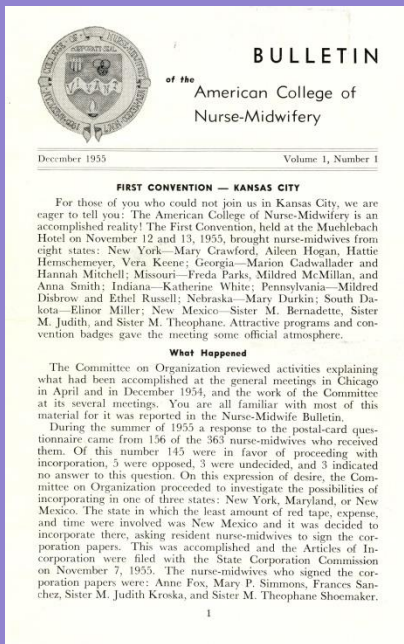 BULLETIN
of the
American College of
Nurse-Midwifery
December 1955 Volume 1, Number 1
FIRST CONVENTION — KANSAS CITY
For those of you who could not join us in Kansas City, we are
eager to tell you: The American College of Nurse-Midwifery is an
accomplished reality! The First Convention, held at the Muehlebach
Hotel on November 12 and 13, 1955, brought nurse-midwives from
eight states: New York—Mary Crawford, Aileen Hogan, Hattie
Hemschemeyer, Vera Keene; Georgia—Marion Cadwallader and
Hannah Mitchell; Missouri—Freda Parks, Mildred McMillan, and
Anna Smith; Indiana—Katherine White; Pennsylvania—Mildred
Disbrow and Ethel Russell; Nebraska—Mary Durkin; South Da-
kota—Elinor Miller; New Mexico—Sister M. Bernadette, Sister
M. Judith, and Sister M. Theophane. Attractive programs and con-
vention badges gave the meeting some official atmosphere.
What Happened
The Committee on Organization reviewed activities explaining
what had been accomplished at the general meetings in Chicago
in April and in December 1954, and the work of the Committee
at its several meetings. You are all familiar with most of this
material for it was reported in the Nurse-Midwife Bulletin.
During the summer of 1955 a response to the postal-card ques-
tionnaire came from 156 of the 363 nurse-midwives who received
them. Of this number 145 were in favor of proceeding with
incorporation, 5 were opposed, 3 were undecided, and 3 indicated
no answer to this question. On this expression of desire, the Com-
mittee on Organization proceeded to investigate the possibilities of
incorporating in one of three states: New York, Maryland, or New
Mexico. The state in which the least amount of red tape, expense,
and time were involved was New Mexico and it was decided to
incorporate there, asking resident nurse-midwives to sign the cor-
poration papers. This was accomplished and the Articles of In-
corporation were filed with the State Corporation Commission
on November 7, 1955. The nurse-midwives who signed the cor-
poration papers were: Anne Fox, Mary P. Simmons, Frances San-
chez, Sister M. Judith Kroska, and Sister M. Theophane Shoemaker.
1